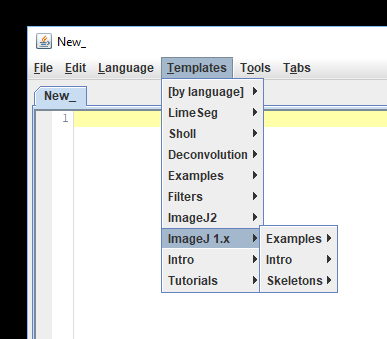 New_
File Edit Language Templates Tools Tabs
New_
1
[by language]
LimeSeg
Sholl
Deconvolution
Examples
Filters
ImageJ2
ImageJ 1.x
Intro
Tutorials
Examples
Intro
Skeletons